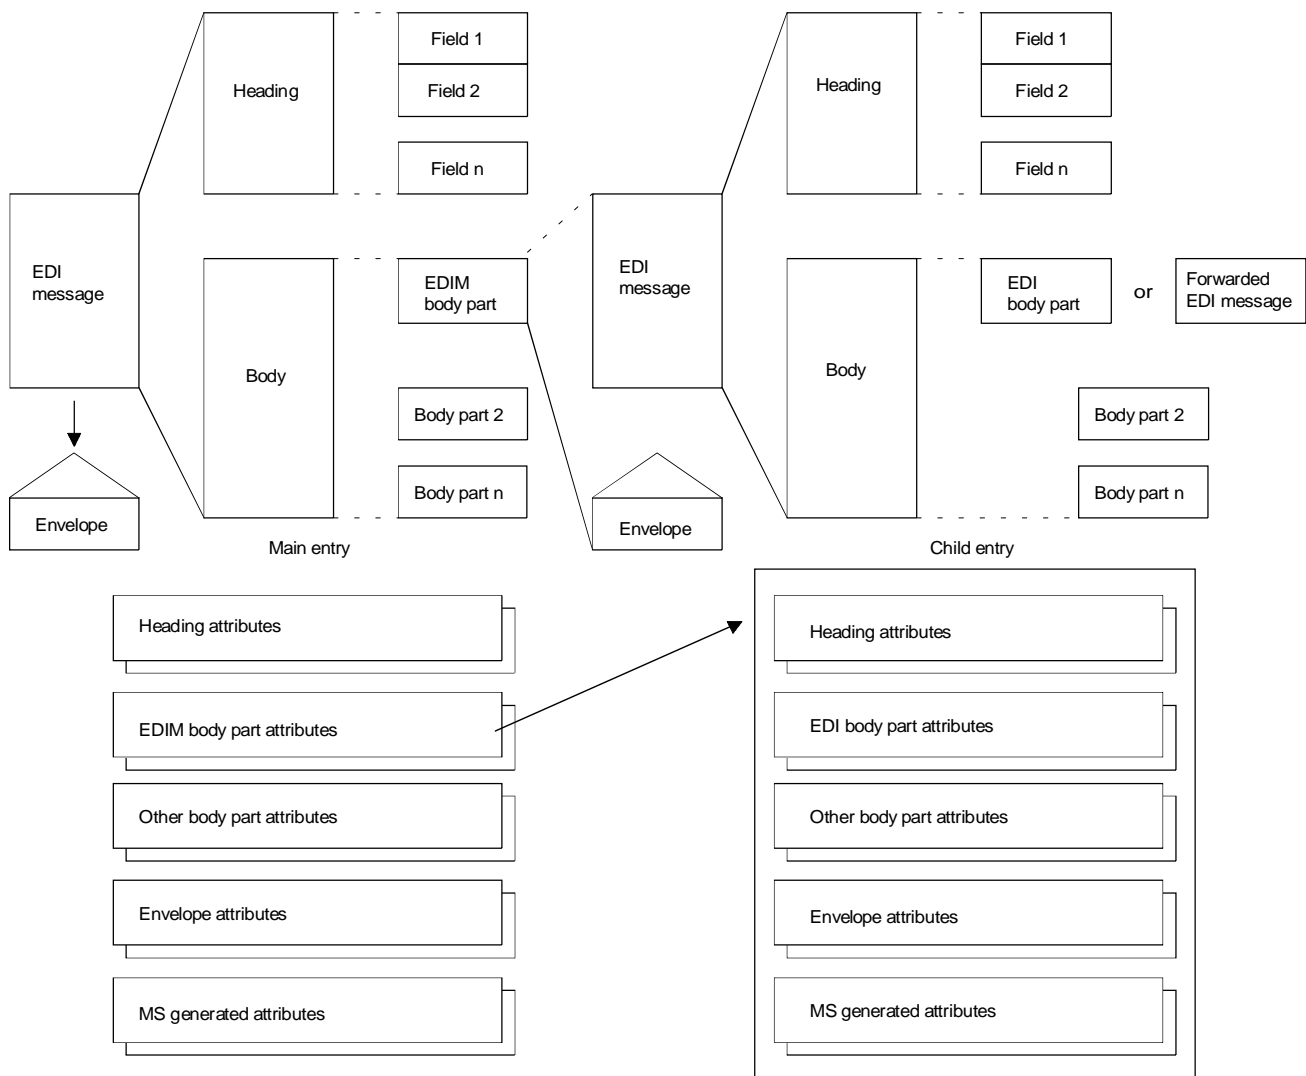 Field 1
Field 1
Heading
Field 2
Heading
Field 2
Field n
Field n
EDI
message
EDIM
body part
EDI
message
EDI
body part
or
Forwarded
EDI message
Body
Body
Body part 2
Body part 2
Body part n
Body part n
Envelope
Envelope
Main entry
Child entry
Heading attributes
Heading attributes
EDIM body part attributes
EDI body part attributes
Other body part attributes
Other body part attributes
Envelope attributes
Envelope attributes
MS generated attributes
MS generated attributes